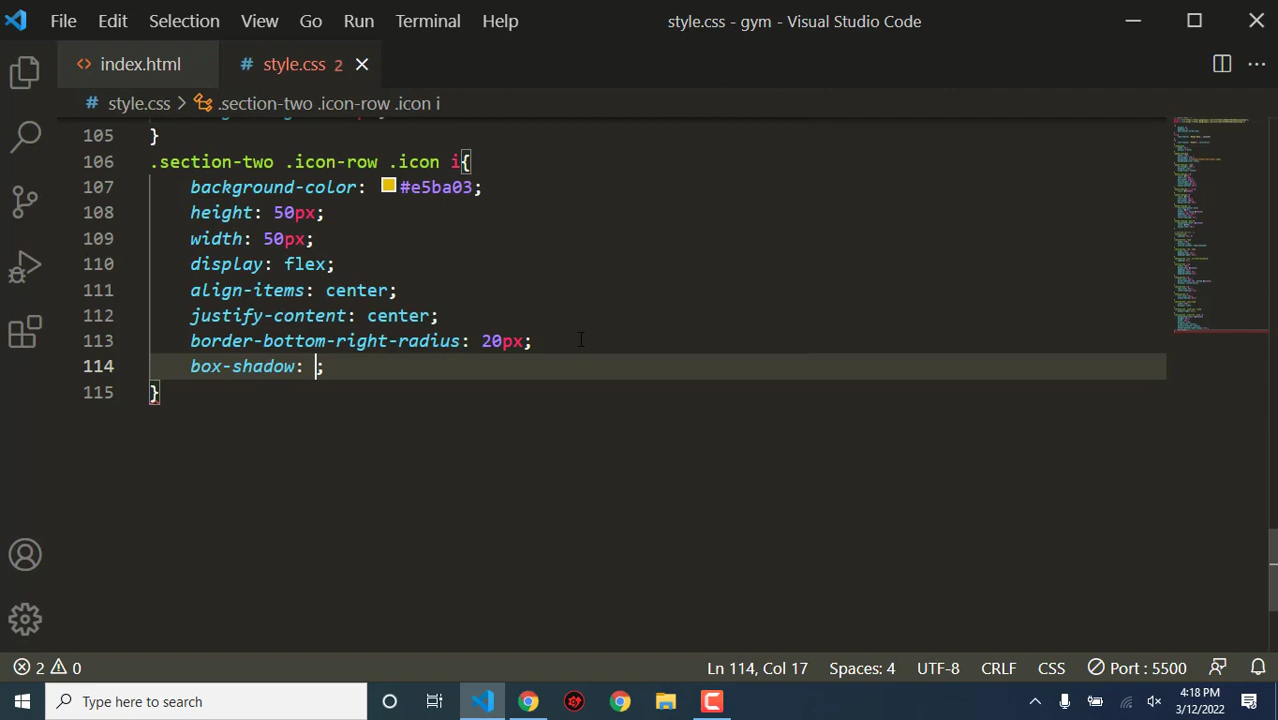 File Edit Selection View Go Run Terminal Help style.css - gym - Visual Studio Code
index.html # style.css 2
# style.css > .section-two .icon-row .icon i
105 }
106 .section-two .icon-row .icon i{
107 background-color: #e5ba03;
108 height: 50px;
109 width: 50px;
110 display: flex;
111 align-items: center;
112 justify-content: center;
113 border-bottom-right-radius: 20px;
114 box-shadow: ;
115 }
2 0 Ln 114, Col 17 Spaces: 4 UTF-8 CRLF CSS Port : 5500
Type here to search 4:18 PM
3/12/2022